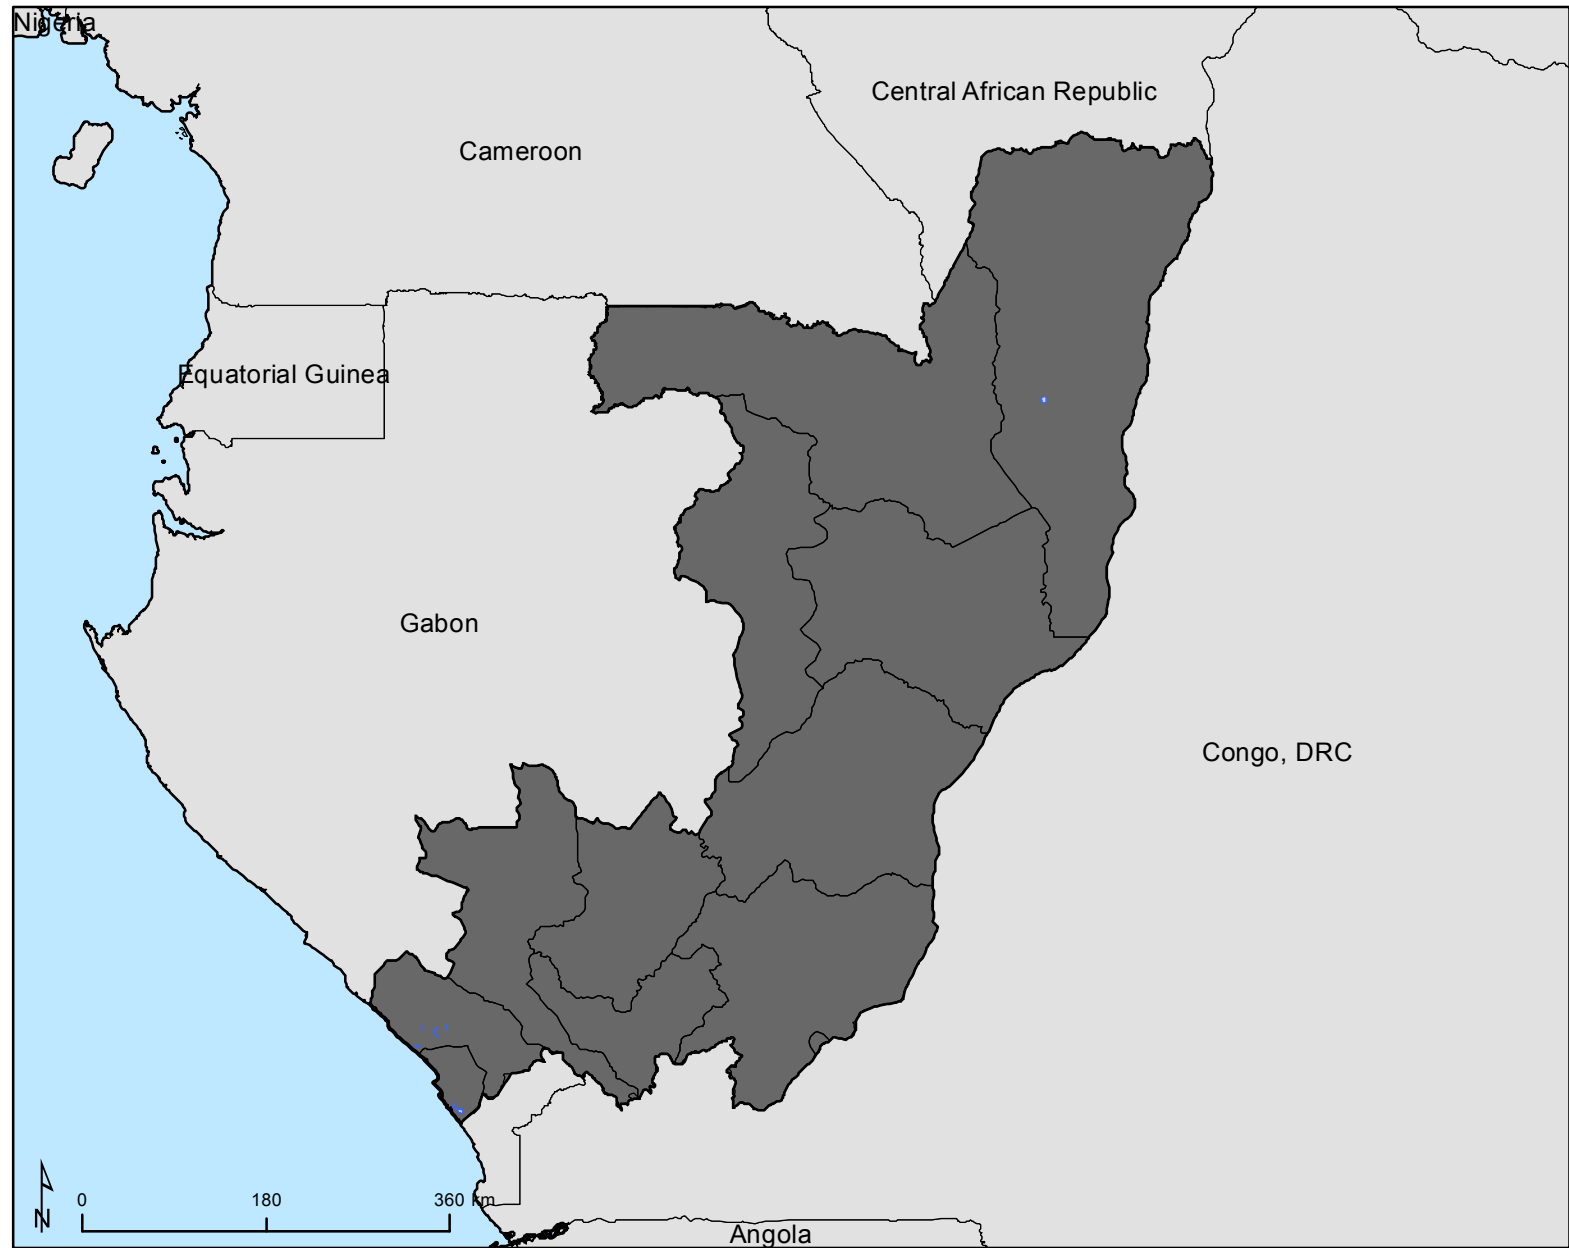 Nigeria
Central African Republic
Cameroon
Equatorial Guinea
Gabon
Congo, DRC
0 180 360 km
N
Angola